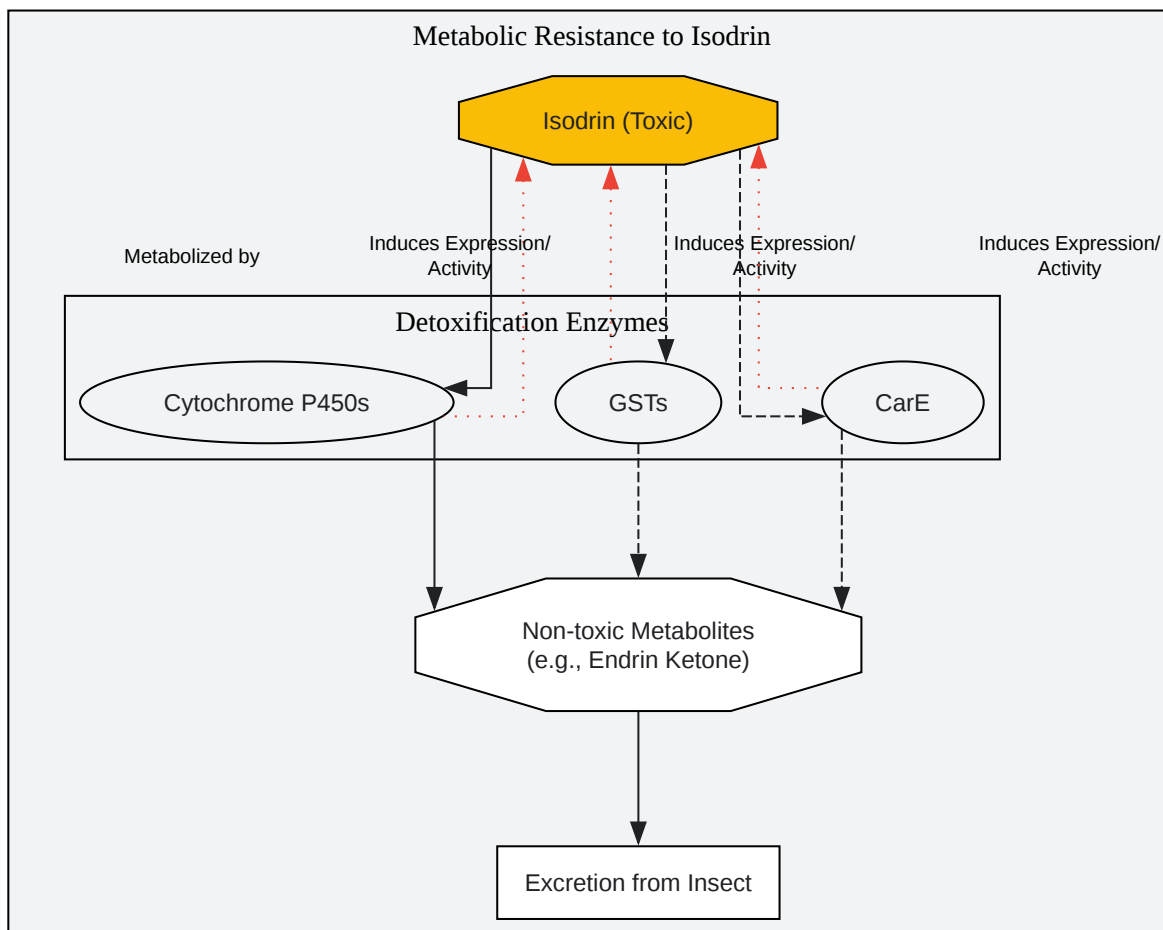 Metabolic Resistance to Isodrin
Isodrin (Toxic)
Metabolized by
Induces Expression/
Activity
Induces Expression/
Activity
Induces Expression/
Activity
Detoxification Enzymes
Cytochrome P450s
GSTs
CarE
Non-toxic Metabolites
(e.g., Endrin Ketone)
Excretion from Insect